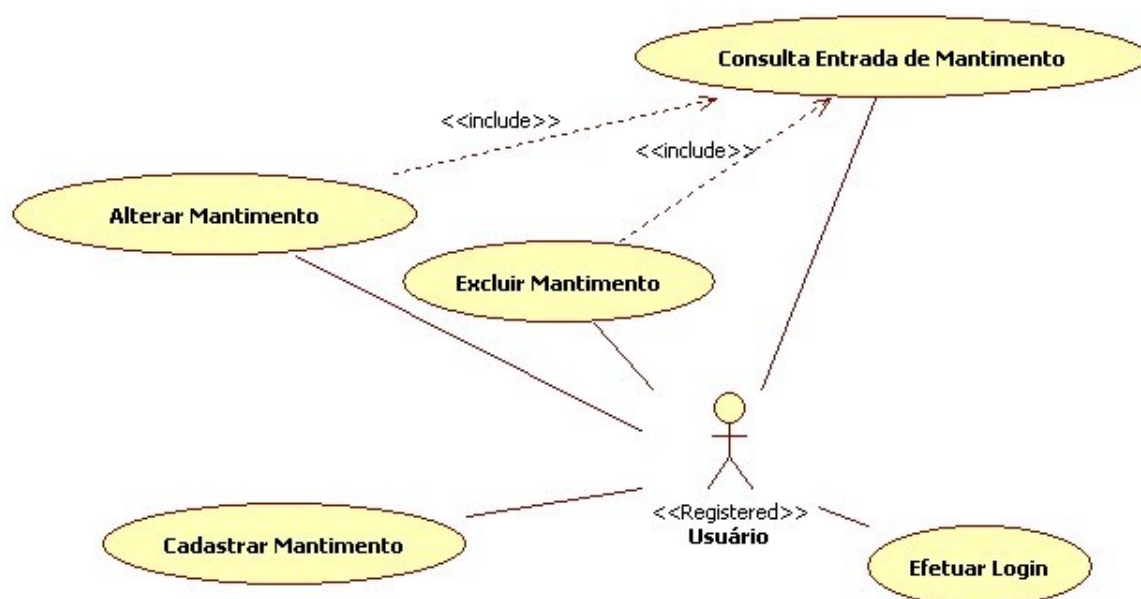 Consulta Entrada de Mantimento
<<include>>
<<include>>
Alterar Mantimento
Excluir Mantimento
<<Registered>>
Usuário
Cadastrar Mantimento
Efetuar Login